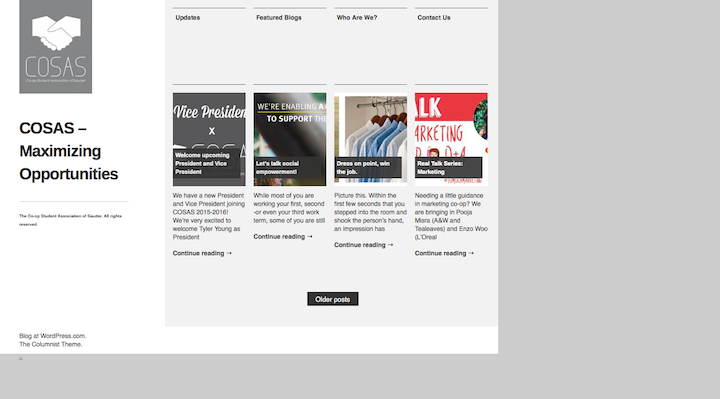 COSAS
Co-op Student Association of Sauder
COSAS –
Maximizing
Opportunities
The Co-op Student Association of Sauder. All rights
reserved.
Blog at WordPress.com.
The Columnist Theme.
Updates
Featured Blogs
Who Are We?
Contact Us
Vice Presiden
X
Welcome upcoming
President and Vice
President
We have a new President
and Vice President joining
COSAS 2015-2016!
We're very excited to
welcome Tyler Young as
President
Continue reading →
WE'RE ENABLING A
TO SUPPORT THE
Let's talk social
empowerment!
While most of you are
working your first, second
-or even your third work
term, some of you are still
Continue reading →
Dress on point, win
the job.
Picture this. Within the
first few seconds that you
stepped into the room and
shook the person's hand,
an impression has
Continue reading →
ALK
ARKETING
Real Talk Series:
Marketing
Needing a little guidance
in marketing co-op? We
are bringing in Pooja
Misra (A&W and
Tealeaves) and Enzo Woo
(L'Oreal
Continue reading →
Older posts